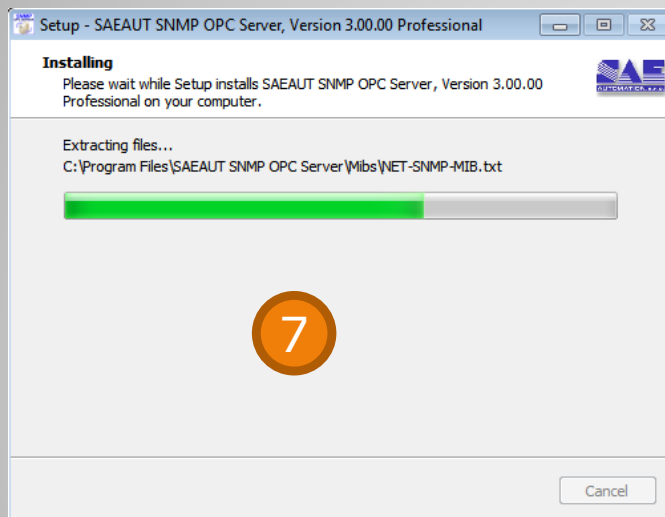 Setup - SAEAUT SNMP OPC Server, Version 3.00.00 Professional
Installing
Please wait while Setup installs SAEAUT SNMP OPC Server, Version 3.00.00
Professional on your computer.
SAE
AUTOMATION, s.r.o.
Extracting files...
C:\Program Files\SAEAUT SNMP OPC Server\Mibs\NET-SNMP-MIB.txt
7
Cancel